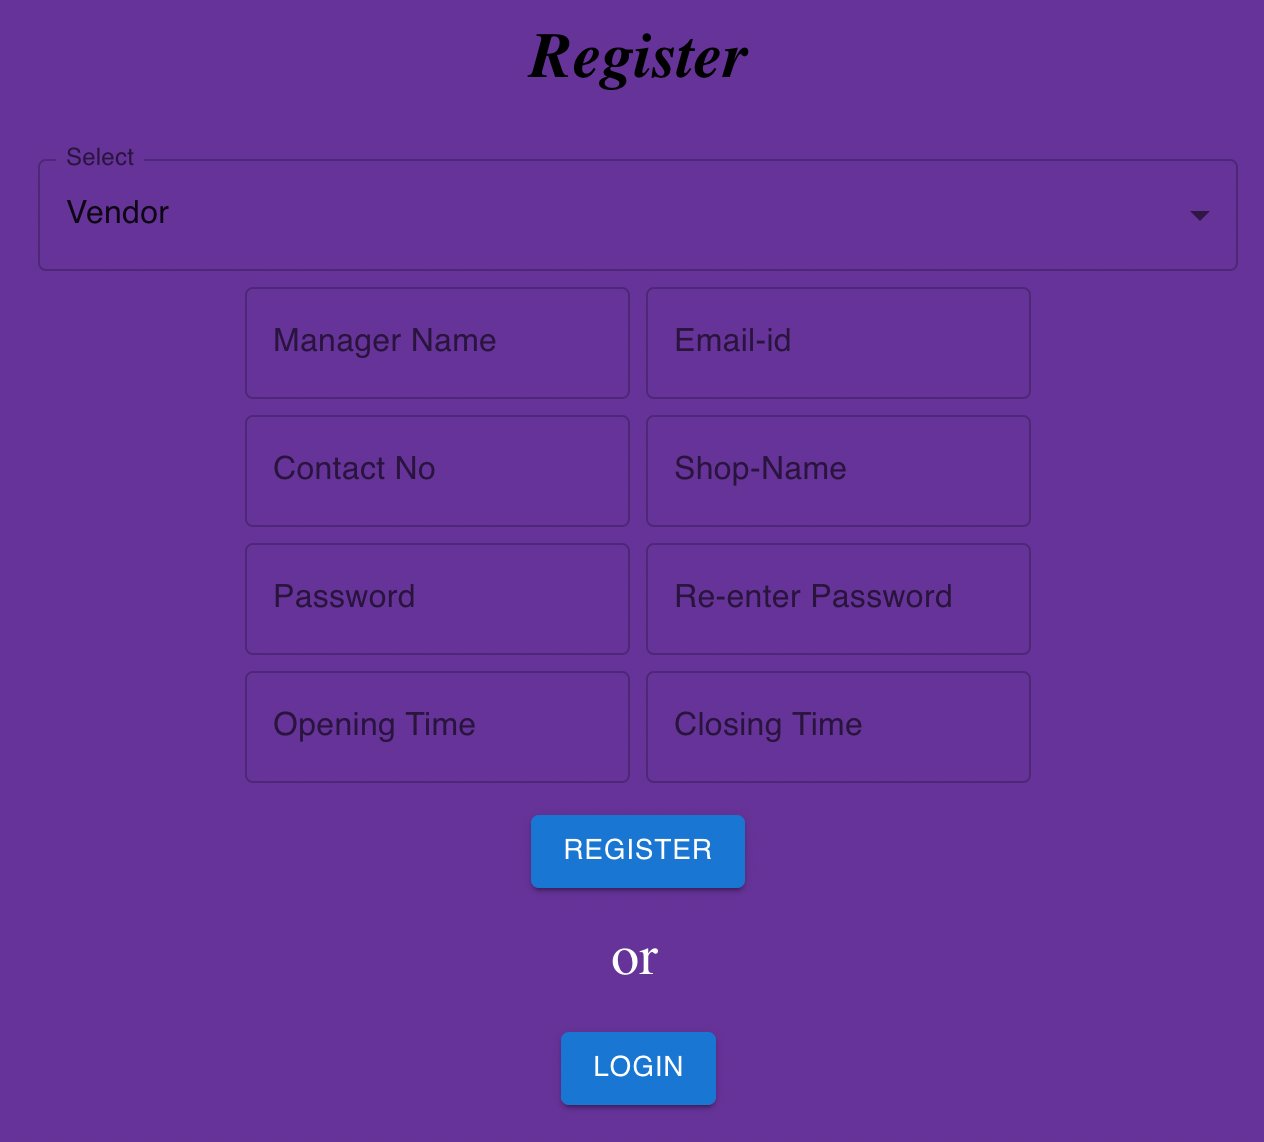 Register
Select
Vendor
Manager Name
Email-id
Contact No
Shop-Name
Password
Re-enter Password
Opening Time
Closing Time
REGISTER
or
LOGIN